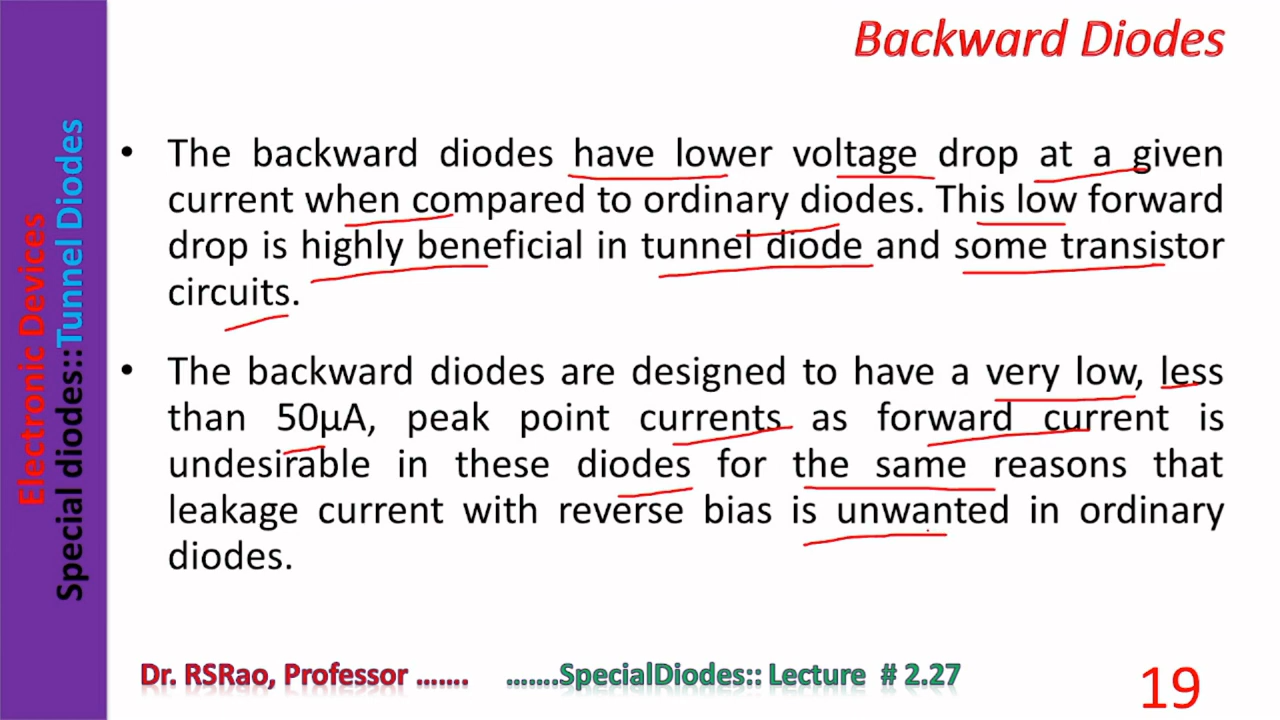 Backward Diodes
Electronic Devices
Special diodes::Tunnel Diodes
• The backward diodes have lower voltage drop at a given
current when compared to ordinary diodes. This low forward
drop is highly beneficial in tunnel diode and some transistor
circuits.
• The backward diodes are designed to have a very low, less
than 50µA, peak point currents as forward current is
undesirable in these diodes for the same reasons that
leakage current with reverse bias is unwanted in ordinary
diodes.
Dr. RSRao, Professor ....... .......SpecialDiodes:: Lecture # 2.27
19